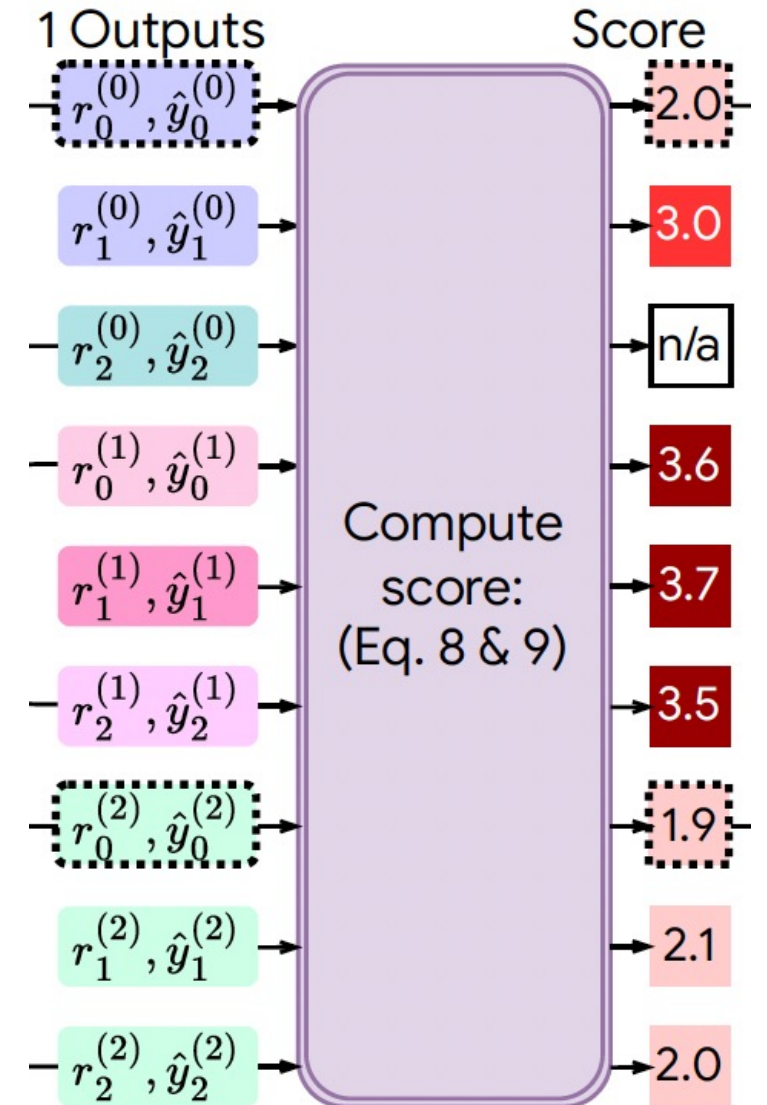 1 Outputs Score
r_0^{(0)}, ŷ_0^{(0)} 2.0
r_1^{(0)}, ŷ_1^{(0)} 3.0
r_2^{(0)}, ŷ_2^{(0)} n/a
r_0^{(1)}, ŷ_0^{(1)} 3.6
Compute
r_1^{(1)}, ŷ_1^{(1)} score: 3.7
(Eq. 8 & 9)
r_2^{(1)}, ŷ_2^{(1)} 3.5
r_0^{(2)}, ŷ_0^{(2)} 1.9
r_1^{(2)}, ŷ_1^{(2)} 2.1
r_2^{(2)}, ŷ_2^{(2)} 2.0